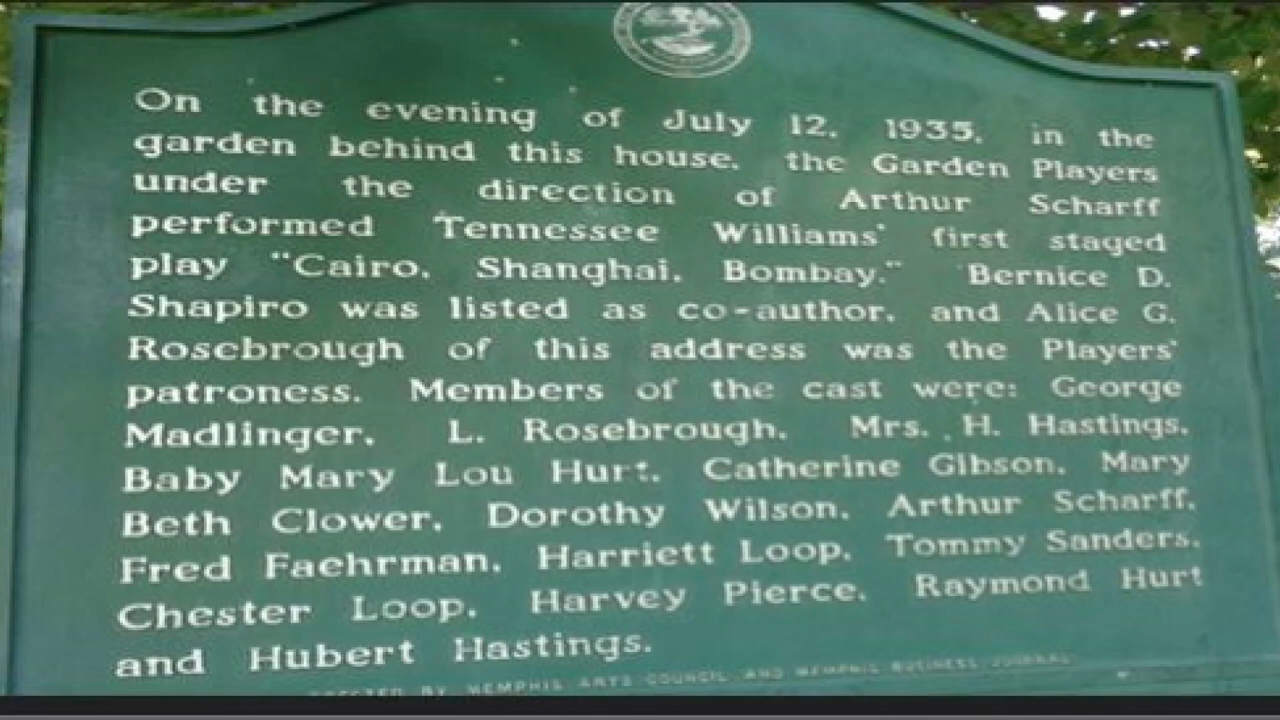 On the evening of July 12, 1935, in the
garden behind this house, the Garden Players
under the direction of Arthur Scharff
performed Tennessee Williams' first staged
play "Cairo, Shanghai, Bombay." Bernice D.
Shapiro was listed as co-author, and Alice G.
Rosebrough of this address was the Players'
patroness. Members of the cast were: George
Madlinger, L. Rosebrough, Mrs. H. Hastings,
Baby Mary Lou Hurt, Catherine Gibson, Mary
Beth Clower, Dorothy Wilson, Arthur Scharff,
Fred Faehrman, Harriett Loop, Tommy Sanders,
Chester Loop, Harvey Pierce, Raymond Hurt
and Hubert Hastings.
ERECTED BY MEMPHIS ARTS COUNCIL AND MEMPHIS BUSINESS JOURNAL